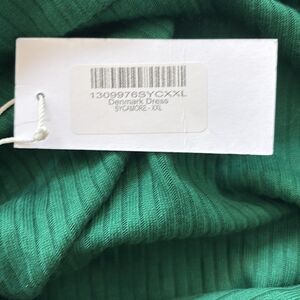 1309976SYCXXL
Denmark Dress
SYCAMORE - XXL